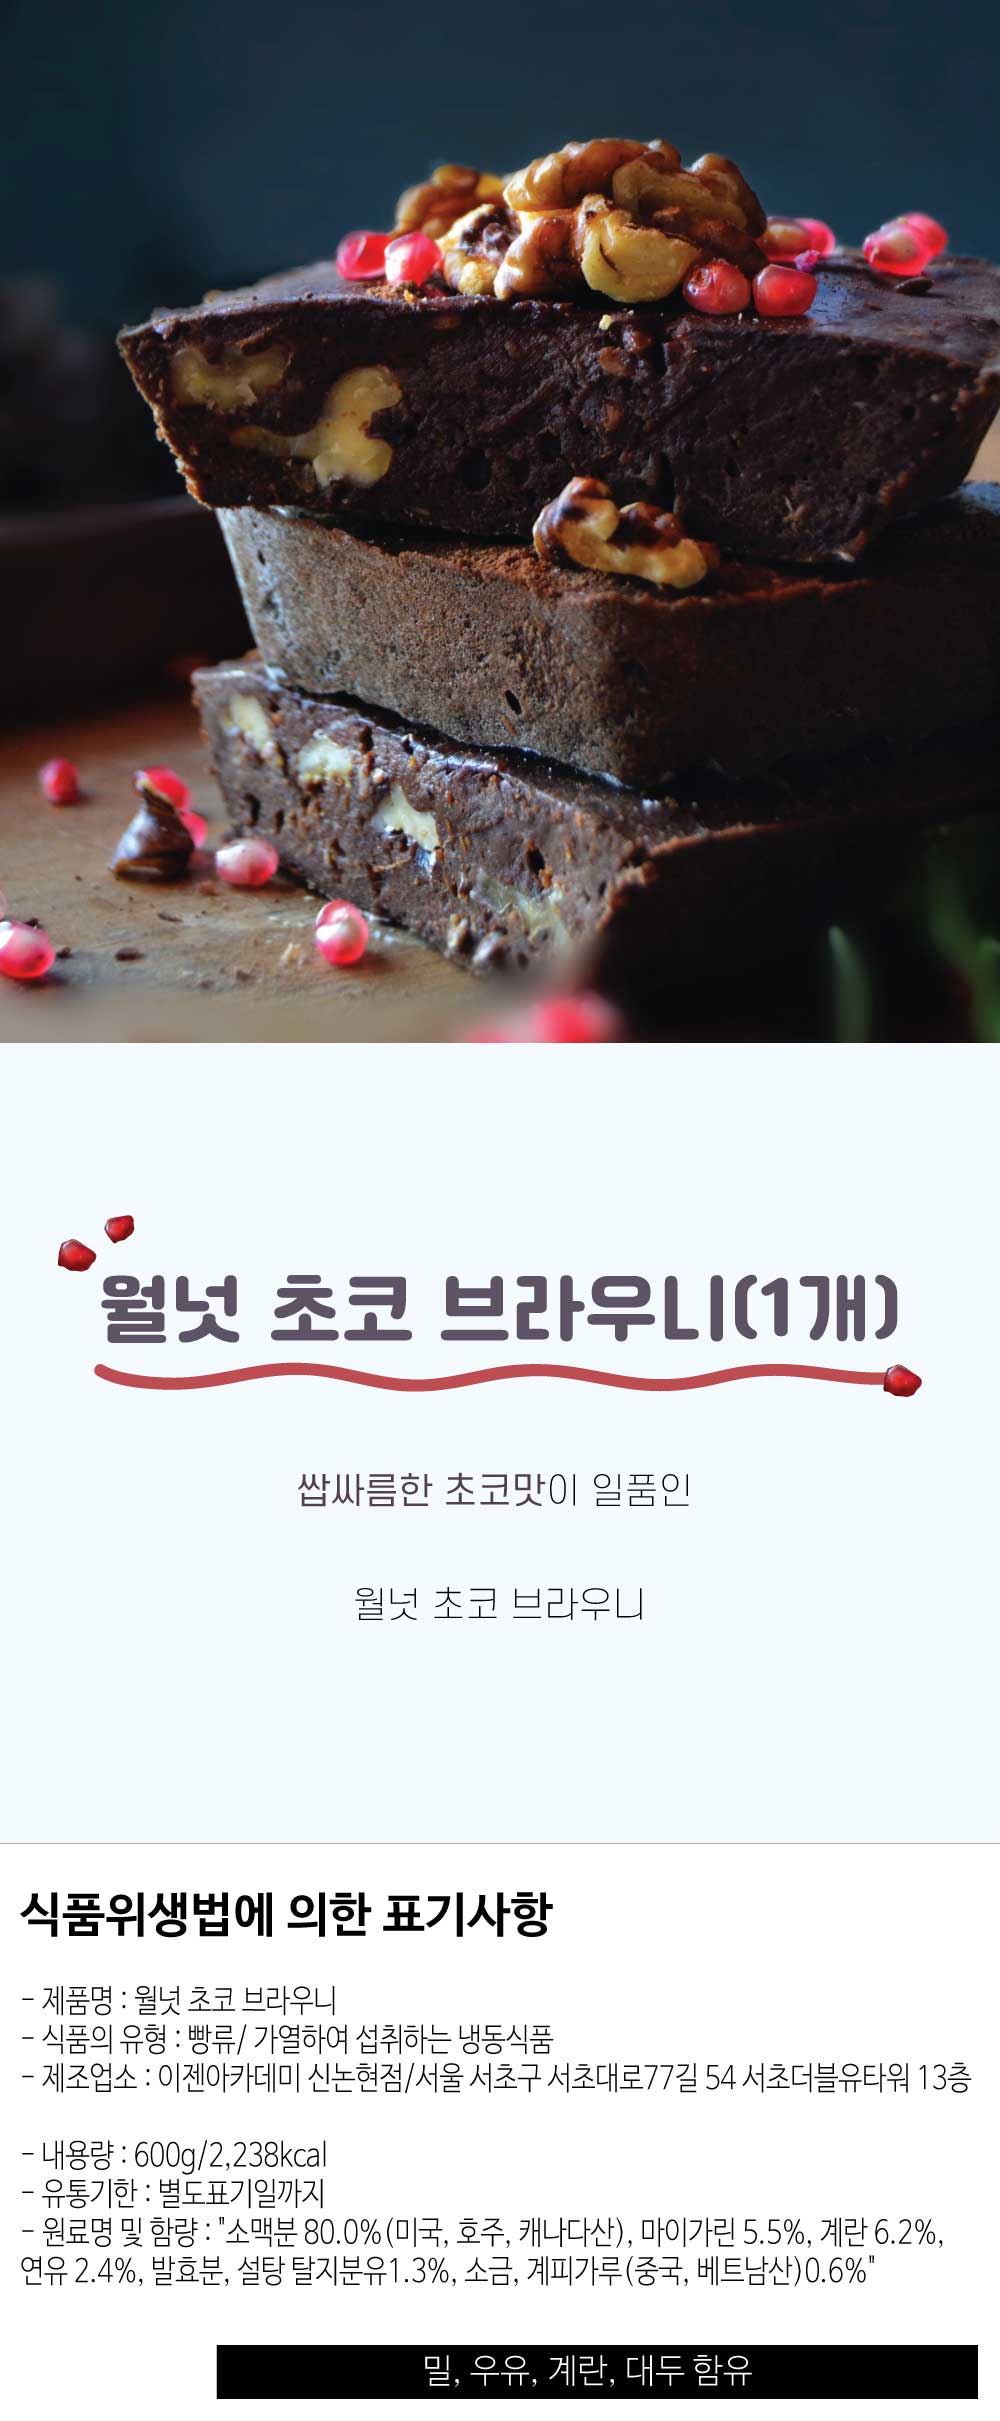 월넛 초코 브라우니(1개)
쌉싸름한 초코맛이 일품인
월넛 초코 브라우니
식품위생법에 의한 표기사항
- 제품명 : 월넛 초코 브라우니
- 식품의 유형 : 빵류/ 가열하여 섭취하는 냉동식품
- 제조업소 : 이젠아카데미 신논현점/서울 서초구 서초대로77길 54 서초더블유타워 13층
- 내용량 : 600g/2,238kcal
- 유통기한 : 별도표기일까지
- 원료명 및 함량 : "소맥분 80.0%(미국, 호주, 캐나다산), 마이가린 5.5%, 계란 6.2%,
연유 2.4%, 발효분, 설탕 탈지분유1.3%, 소금, 계피가루(중국, 베트남산)0.6%"
밀, 우유, 계란, 대두 함유